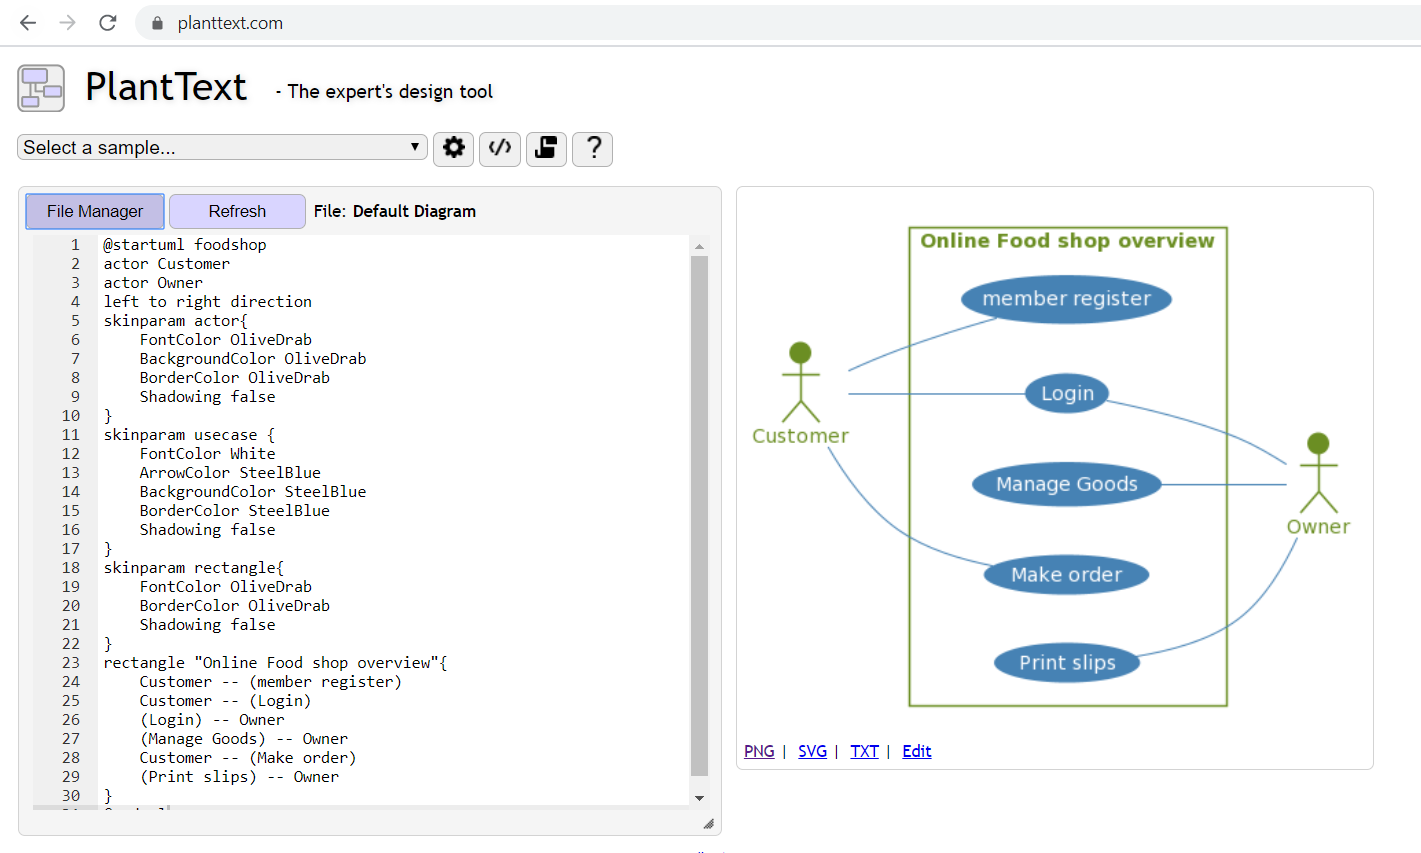 planttext.com
PlantText - The expert's design tool
Select a sample...
?
File Manager Refresh File: Default Diagram
1 @startuml foodshop
2 actor Customer
3 actor Owner
4 left to right direction
5 skinparam actor{
6 FontColor OliveDrab
7 BackgroundColor OliveDrab
8 BorderColor OliveDrab
9 Shadowing false
10 }
11 skinparam usecase {
12 FontColor White
13 ArrowColor SteelBlue
14 BackgroundColor SteelBlue
15 BorderColor SteelBlue
16 Shadowing false
17 }
18 skinparam rectangle{
19 FontColor OliveDrab
20 BorderColor OliveDrab
21 Shadowing false
22 }
23 rectangle "Online Food shop overview"{
24 Customer -- (member register)
25 Customer -- (Login)
26 (Login) -- Owner
27 (Manage Goods) -- Owner
28 Customer -- (Make order)
29 (Print slips) -- Owner
30 }
Online Food shop overview
member register
Login
Customer
Manage Goods
Owner
Make order
Print slips
PNG | SVG | TXT | Edit